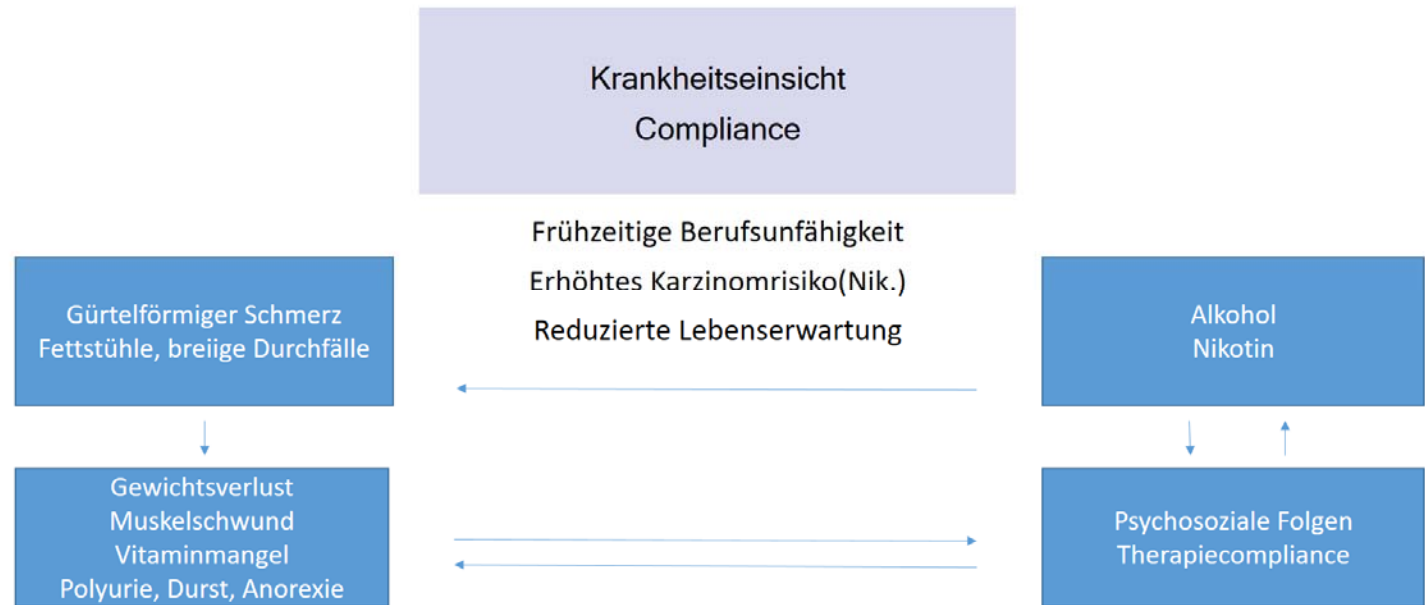 Krankheitseinsicht
Compliance
Frühzeitige Berufsunfähigkeit
Erhöhtes Karzinomrisiko(Nik.)
Reduzierte Lebenserwartung
Gürtelförmiger Schmerz
Fettstühle, breiige Durchfälle
Alkohol
Nikotin
Gewichtsverlust
Muskelschwund
Vitaminmangel
Polyurie, Durst, Anorexie
Psychosoziale Folgen
Therapiecompliance